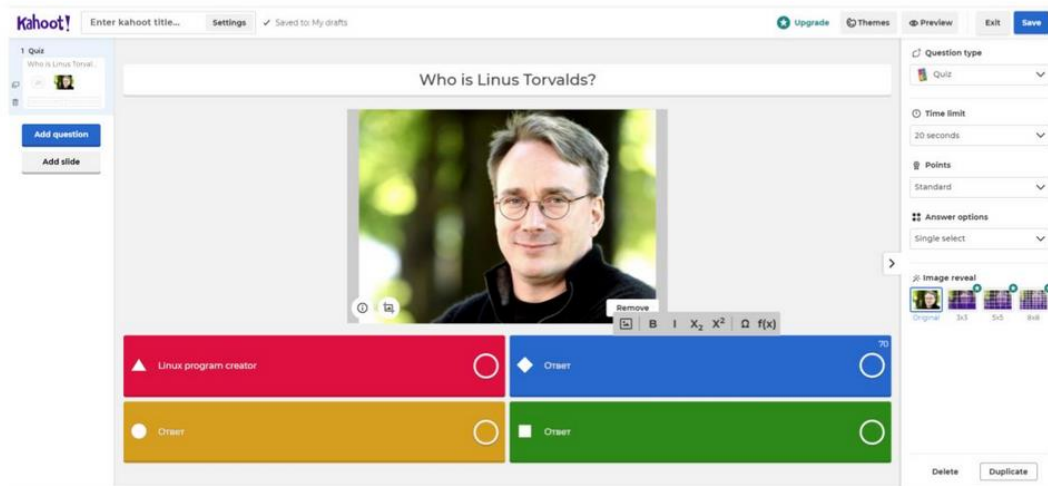 Kahoot! Enter kahoot title... Settings ✓ Saved to: My drafts Upgrade Themes Preview Exit Save
1 Quiz
Who is Linus Torval...
Add question
Add slide
Who is Linus Torvalds?
Remove
B I X₂ X² Ω f(x)
Linux program creator
70
Ответ
Ответ
Ответ
Question type
Quiz
Time limit
20 seconds
Points
Standard
Answer options
Single select
Image reveal
Original 3x3 5x5 8x8
Delete Duplicate